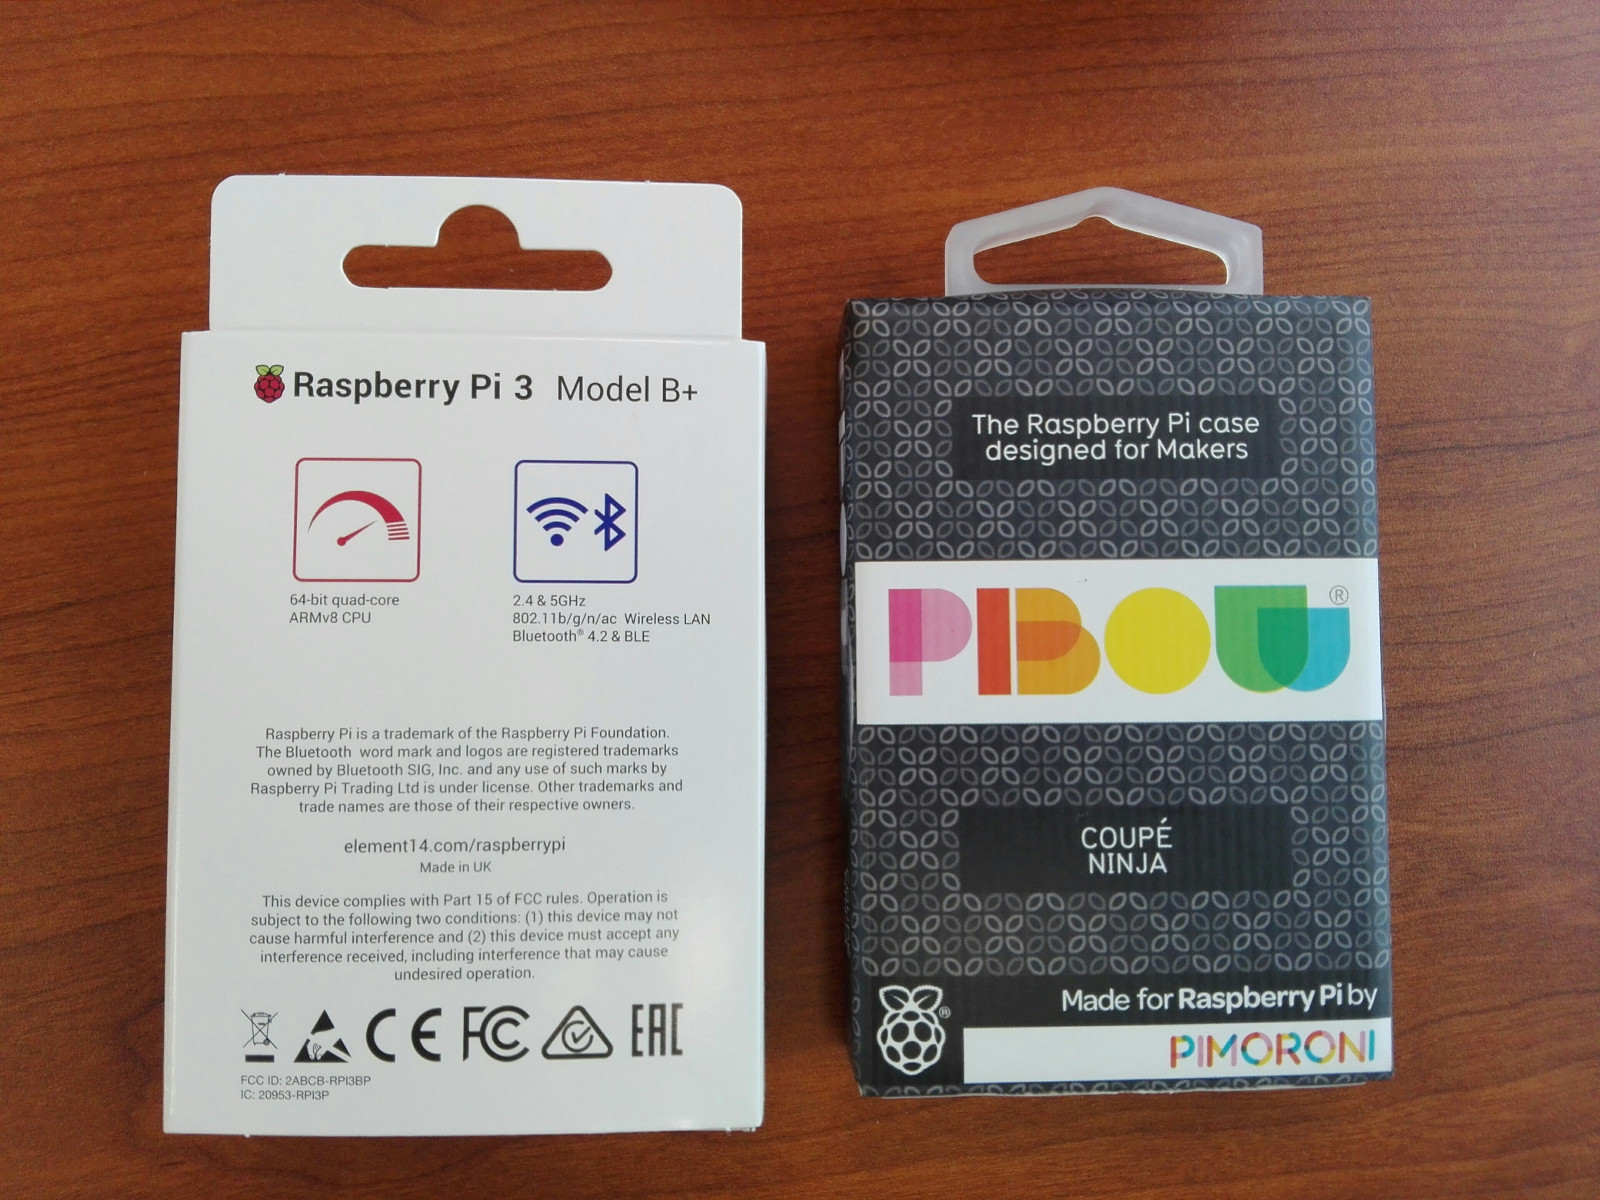 Raspberry Pi 3 Model B+
64-bit quad-core
ARMv8 CPU
2.4 & 5GHz
802.11b/g/n/ac Wireless LAN
Bluetooth® 4.2 & BLE
Raspberry Pi is a trademark of the Raspberry Pi Foundation.
The Bluetooth word mark and logos are registered trademarks
owned by Bluetooth SIG, Inc. and any use of such marks by
Raspberry Pi Trading Ltd is under license. Other trademarks and
trade names are those of their respective owners.
element14.com/raspberrypi
Made in UK
This device complies with Part 15 of FCC rules. Operation is
subject to the following two conditions: (1) this device may not
cause harmful interference and (2) this device must accept any
interference received, including interference that may cause
undesired operation.
CE FC EAC
FCC ID: 2ABCB-RPI3BP
IC: 20953-RPI3P
The Raspberry Pi case
designed for Makers
PIBOW®
COUPÉ
NINJA
®
Made for Raspberry Pi by
PIMORONI